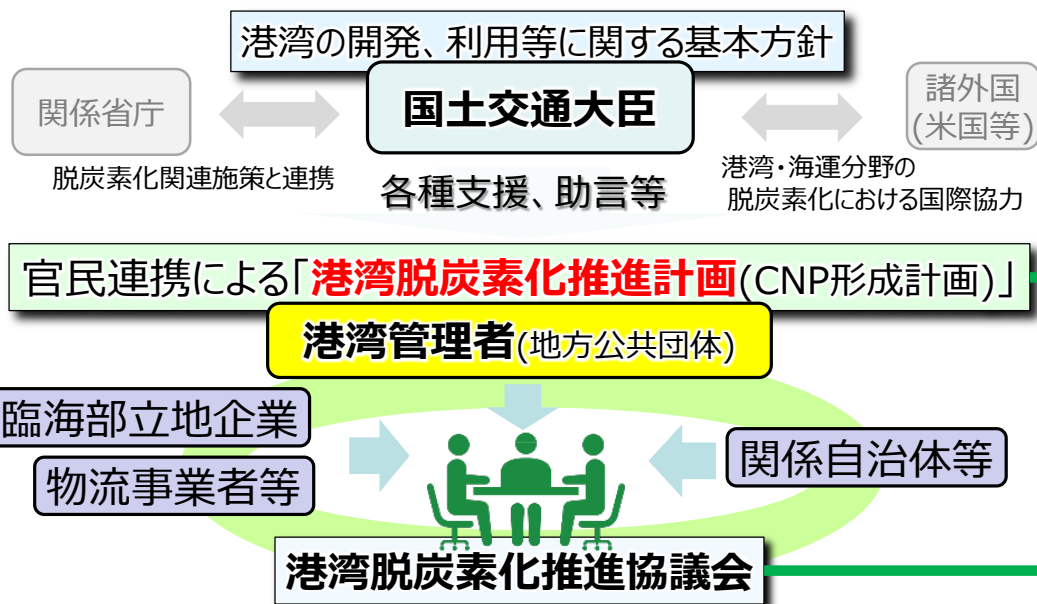 港湾の開発、利用等に関する基本方針
関係省庁
国土交通大臣
諸外国
(米国等)
脱炭素化関連施策と連携
各種支援、助言等
港湾・海運分野の
脱炭素化における国際協力
官民連携による「港湾脱炭素化推進計画(CNP形成計画)」
港湾管理者(地方公共団体)
臨海部立地企業
物流事業者等
関係自治体等
港湾脱炭素化推進協議会